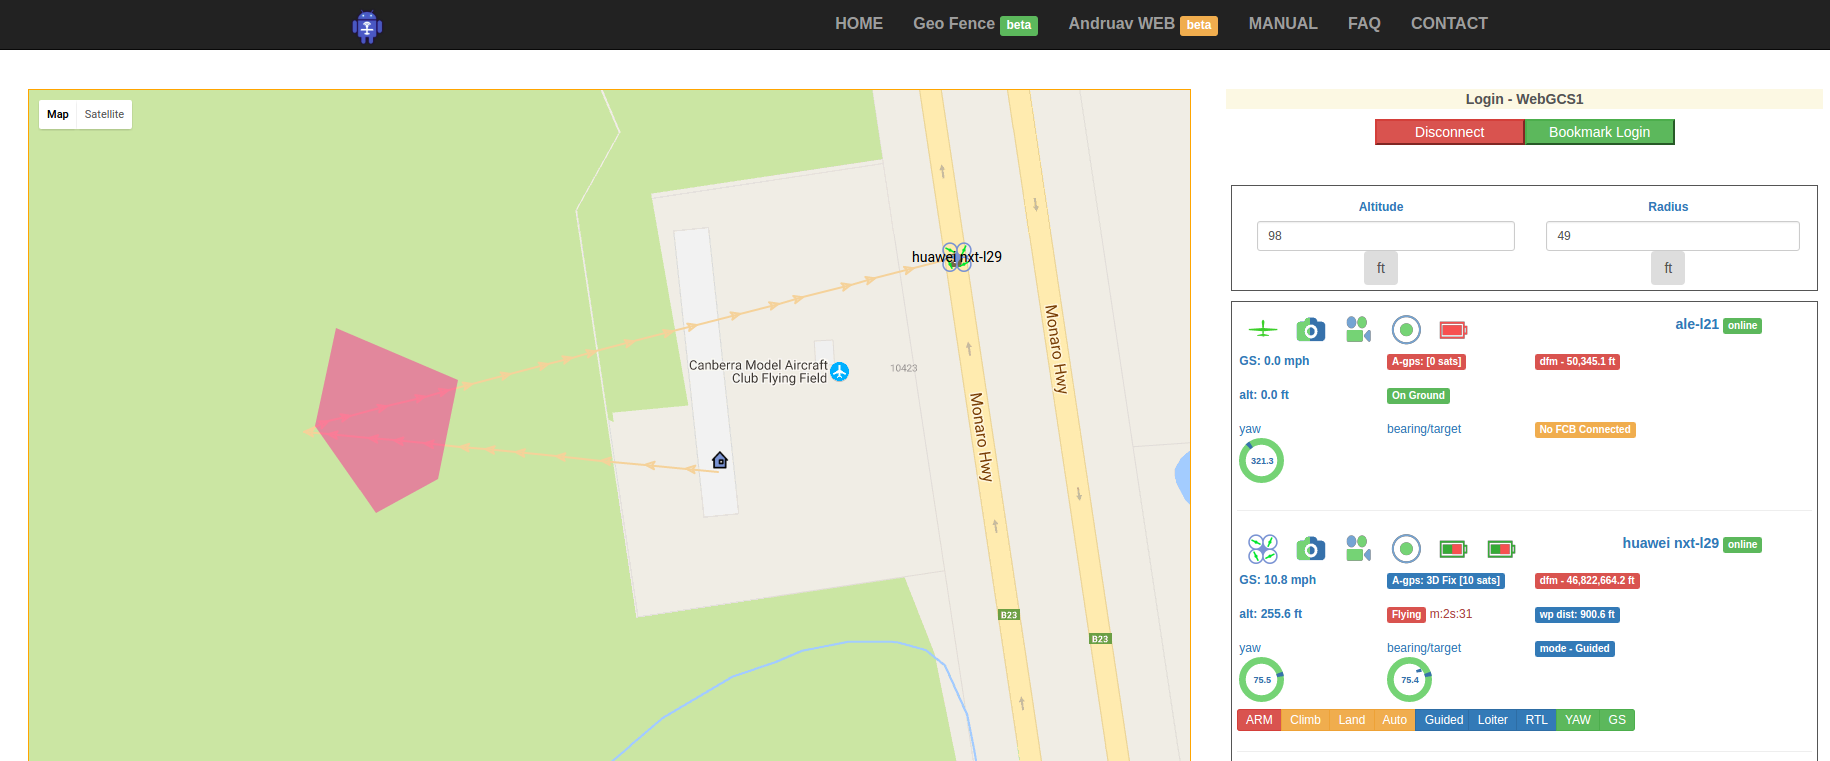 HOME Geo Fence beta Andruav WEB beta MANUAL FAQ CONTACT
Map Satellite
huawei nxt-l29
Monaro Hwy
Canberra Model Aircraft
Club Flying Field
10423
Monaro Hwy
B23
B23
Login - WebGCS1
Disconnect Bookmark Login
Altitude Radius
98 49
ft ft
ale-l21 online
GS: 0.0 mph A-gps: [0 sats] dfm - 50,345.1 ft
alt: 0.0 ft On Ground
yaw bearing/target No FCB Connected
321.3
huawei nxt-l29 online
GS: 10.8 mph A-gps: 3D Fix [10 sats] dfm - 46,822,664.2 ft
alt: 255.6 ft Flying m:2s:31 wp dist: 900.6 ft
yaw bearing/target mode - Guided
75.5 75.4
ARM Climb Land Auto Guided Loiter RTL YAW GS